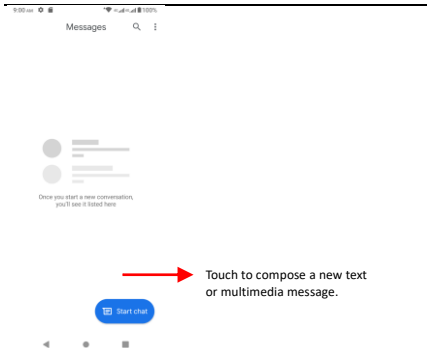 9:00 AM 100%
Messages
Once you start a new conversation,
you'll see it listed here
Touch to compose a new text
or multimedia message.
Start chat